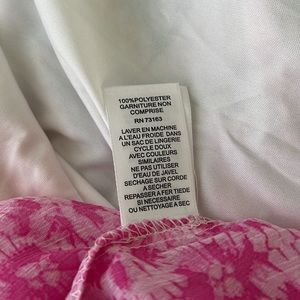 100%POLYESTER
GARNITURE NON
COMPRISE
RN 73163
LAVER EN MACHINE
A L'EAU FROIDE DANS
UN SAC DE LINGERIE
CYCLE DOUX
AVEC COULEURS
SIMILAIRES
NE PAS UTILISER
D'EAU DE JAVEL
SECHAGE SUR CORDE
A SECHER
REPASSER A FER TIEDE
SI NECESSAIRE
OU NETTOYAGE A SEC